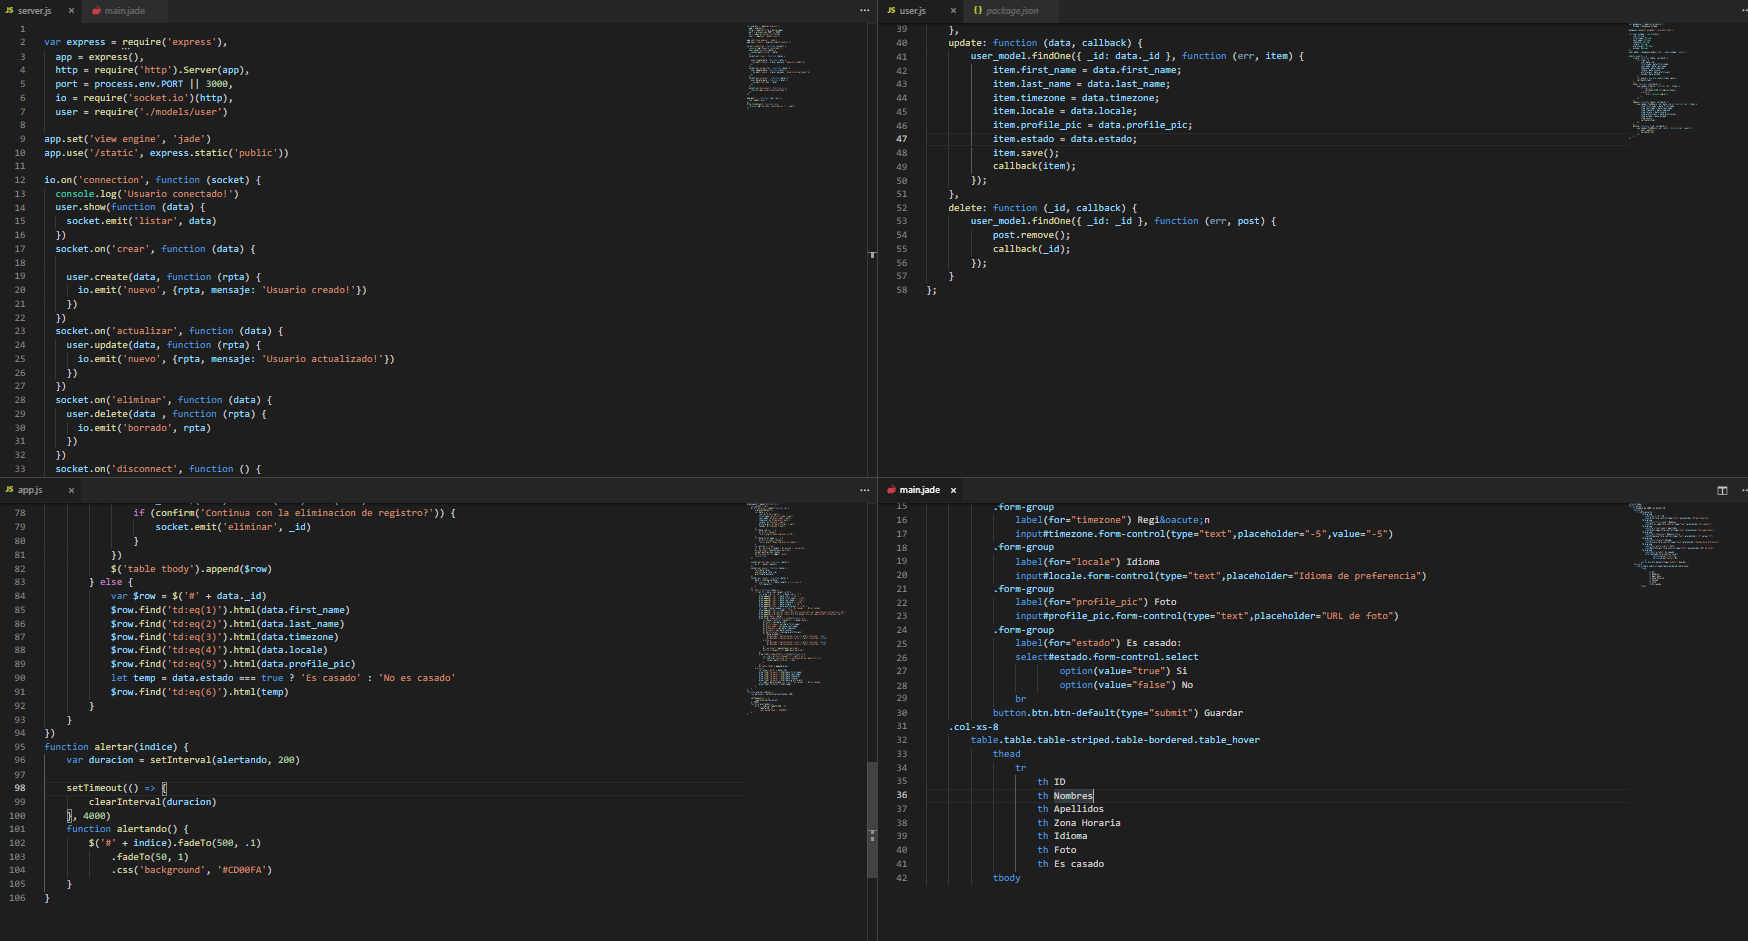 JS server.js ×
main.jade
···
1
2 var express = require('express'),
3   app = express(),
4   http = require('http').Server(app),
5   port = process.env.PORT || 3000,
6   io = require('socket.io')(http),
7   user = require('./models/user')
8
9 app.set('view engine', 'jade')
10 app.use('/static', express.static('public'))
11
12 io.on('connection', function (socket) {
13   console.log('Usuario conectado!')
14   user.show(function (data) {
15     socket.emit('listar', data)
16   })
17   socket.on('crear', function (data) {
18
19     user.create(data, function (rpta) {
20       io.emit('nuevo', {rpta, mensaje: 'Usuario creado!'})
21     })
22   })
23   socket.on('actualizar', function (data) {
24     user.update(data, function (rpta) {
25       io.emit('nuevo', {rpta, mensaje: 'Usuario actualizado!'})
26     })
27   })
28   socket.on('eliminar', function (data) {
29     user.delete(data , function (rpta) {
30       io.emit('borrado', rpta)
31     })
32   })
33   socket.on('disconnect', function () {
JS user.js ×
{} package.json
39     },
40     update: function (data, callback) {
41         user_model.findOne({ _id: data._id }, function (err, item) {
42             item.first_name = data.first_name;
43             item.last_name = data.last_name;
44             item.timezone = data.timezone;
45             item.locale = data.locale;
46             item.profile_pic = data.profile_pic;
47             item.estado = data.estado;
48             item.save();
49             callback(item);
50         });
51     },
52     delete: function (_id, callback) {
53         user_model.findOne({ _id: _id }, function (err, post) {
54             post.remove();
55             callback(_id);
56         });
57     }
58 };
JS app.js ×
···
78                 if (confirm('Continua con la eliminacion de registro?')) {
79                     socket.emit('eliminar', _id)
80                 }
81             })
82             $('table tbody').append($row)
83         } else {
84             var $row = $('#' + data._id)
85             $row.find('td:eq(1)').html(data.first_name)
86             $row.find('td:eq(2)').html(data.last_name)
87             $row.find('td:eq(3)').html(data.timezone)
88             $row.find('td:eq(4)').html(data.locale)
89             $row.find('td:eq(5)').html(data.profile_pic)
90             let temp = data.estado === true ? 'Es casado' : 'No es casado'
91             $row.find('td:eq(6)').html(temp)
92         }
93     }
94 })
95 function alertar(indice) {
96     var duracion = setInterval(alertando, 200)
97
98     setTimeout(() => {
99         clearInterval(duracion)
100     }, 4000)
101     function alertando() {
102         $('#' + indice).fadeTo(500, .1)
103             .fadeTo(50, 1)
104             .css('background', '#CD00FA')
105     }
106 }
main.jade ×
15             .form-group
16                 label(for="timezone") Regi&oacute;n
17                 input#timezone.form-control(type="text",placeholder="-5",value="-5")
18             .form-group
19                 label(for="locale") Idioma
20                 input#locale.form-control(type="text",placeholder="Idioma de preferencia")
21             .form-group
22                 label(for="profile_pic") Foto
23                 input#profile_pic.form-control(type="text",placeholder="URL de foto")
24             .form-group
25                 label(for="estado") Es casado:
26                 select#estado.form-control.select
27                         option(value="true") Si
28                         option(value="false") No
29                 br
30             button.btn.btn-default(type="submit") Guardar
31     .col-xs-8
32         table.table.table-striped.table-bordered.table_hover
33             thead
34                 tr
35                     th ID
36                     th Nombres
37                     th Apellidos
38                     th Zona Horaria
39                     th Idioma
40                     th Foto
41                     th Es casado
42             tbody